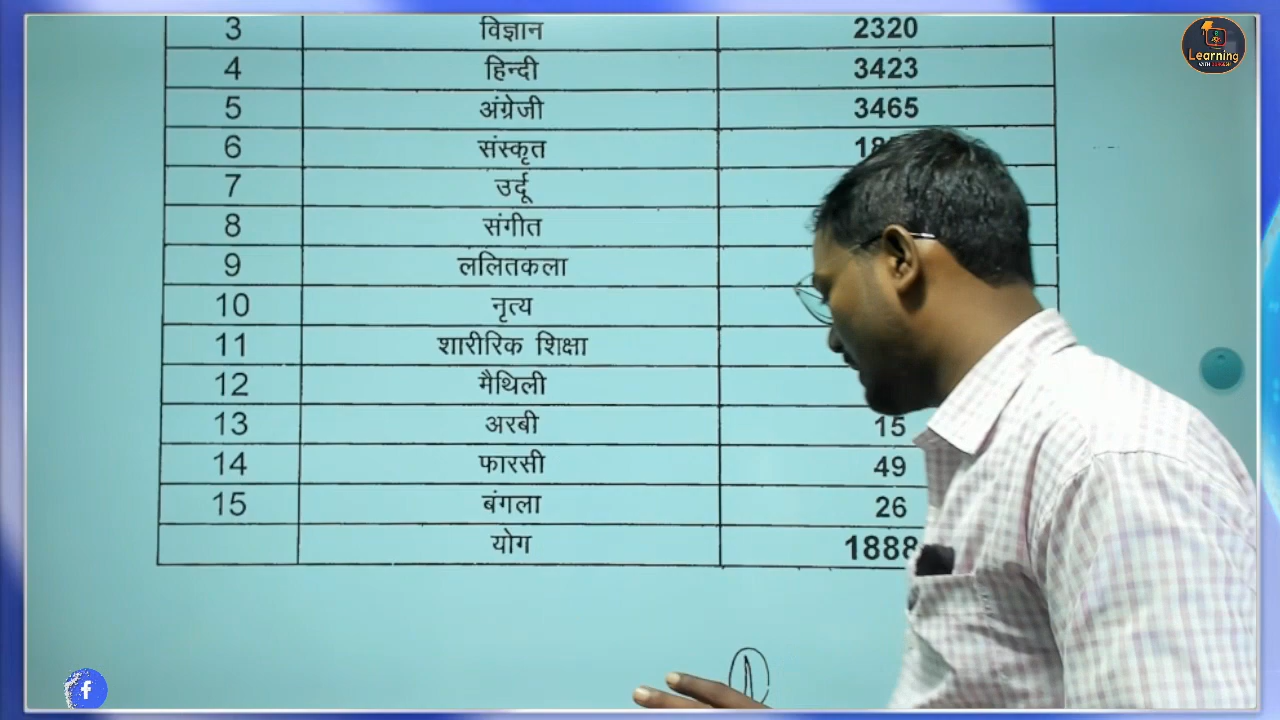 3 विज्ञान 2320
4 हिन्दी 3423
5 अंग्रेजी 3465
6 संस्कृत
7 उर्दू
8 संगीत
9 ललितकला
10 नृत्य
11 शारीरिक शिक्षा
12 मैथिली
13 अरबी 15
14 फारसी 49
15 बंगला 26
योग 1888
Learning